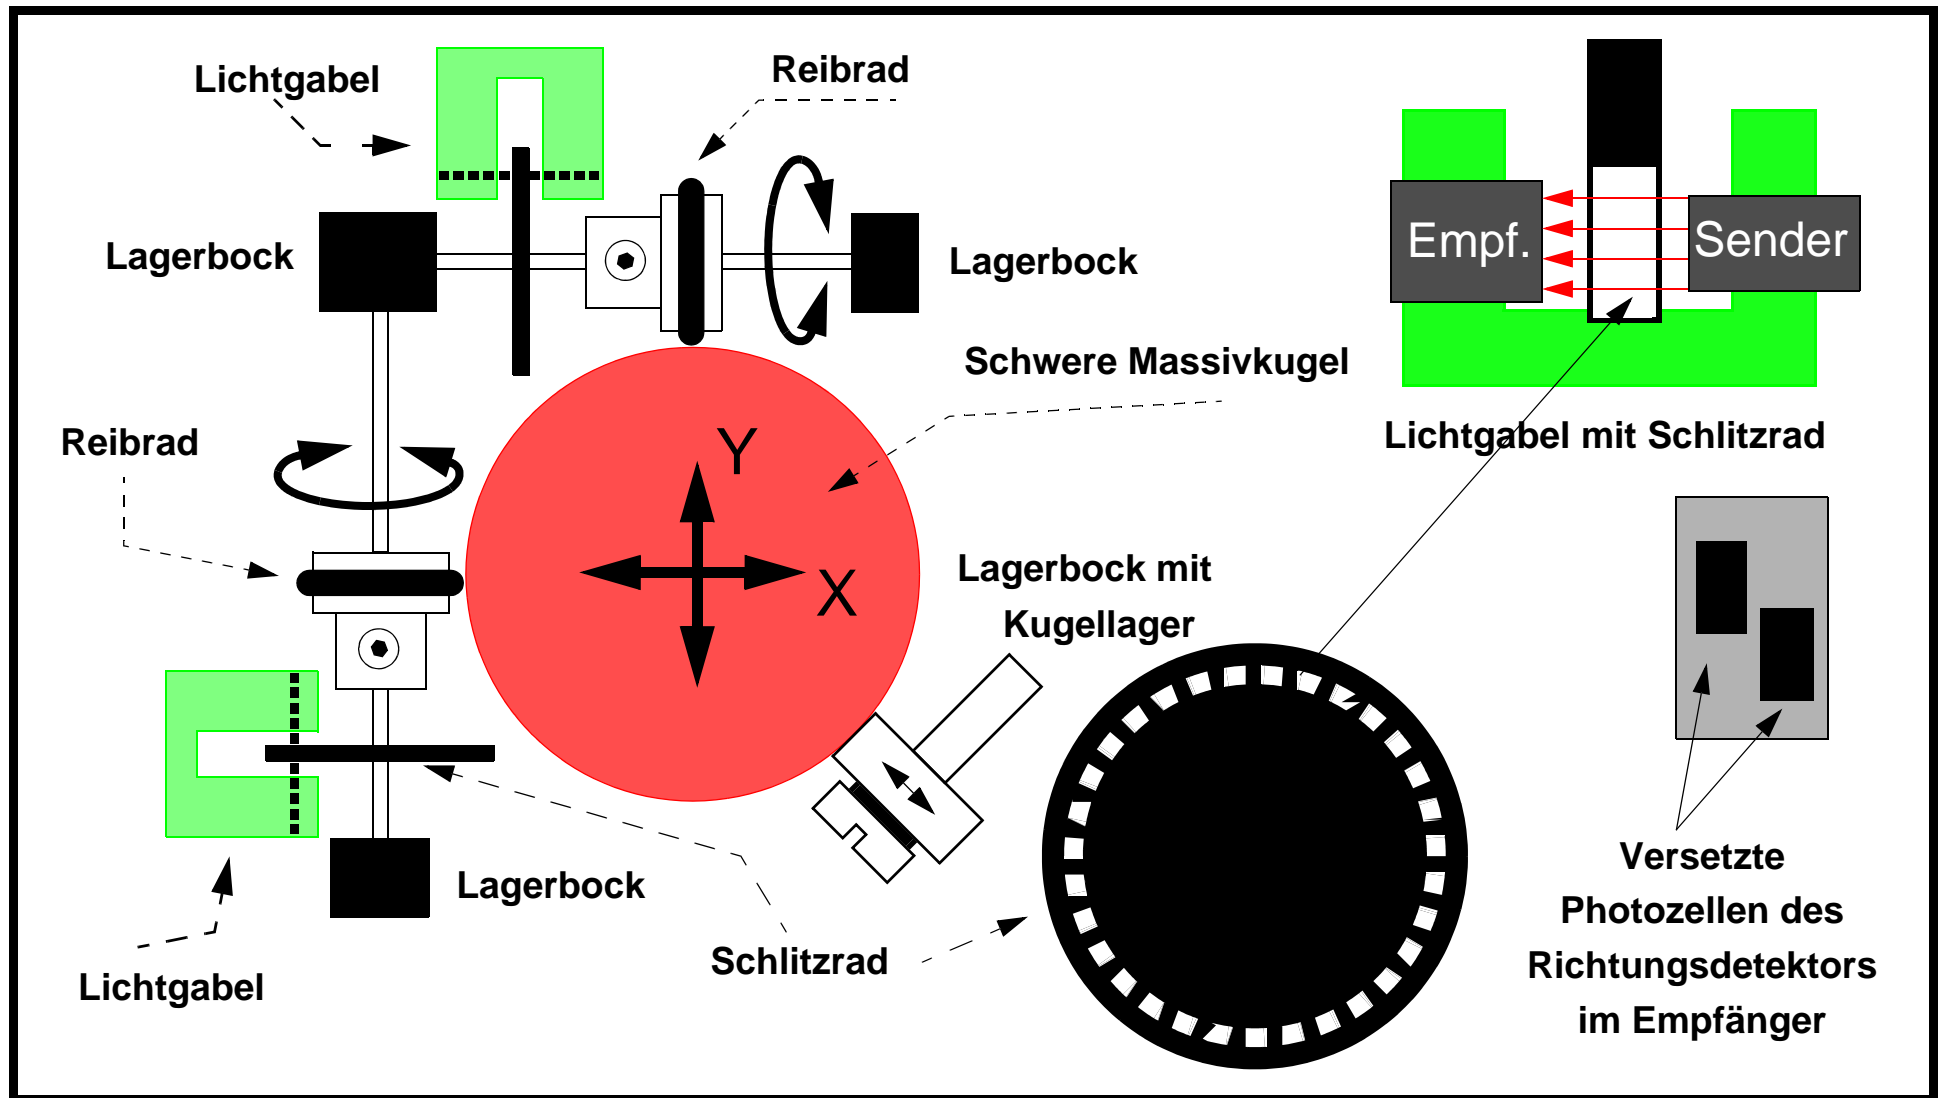 Lichtgabel
Reibrad
Lagerbock
Lagerbock
Empf.
Sender
Schwere Massivkugel
Lichtgabel mit Schlitzrad
Reibrad
Y
X
Lagerbock mit
Kugellager
Lagerbock
Schlitzrad
Lichtgabel
Versetzte
Photozellen des
Richtungsdetektors
im Empfänger